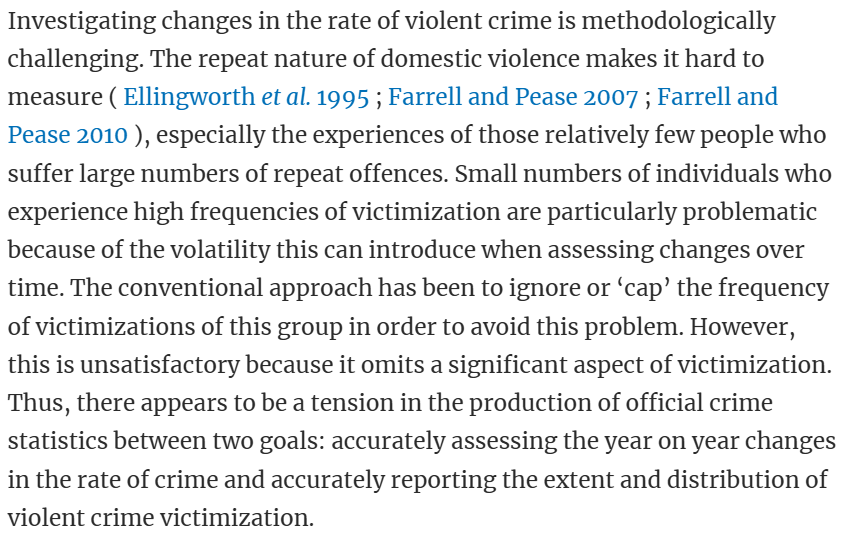 Investigating changes in the rate of violent crime is methodologically
challenging. The repeat nature of domestic violence makes it hard to
measure ( Ellingworth et al. 1995 ; Farrell and Pease 2007 ; Farrell and
Pease 2010 ), especially the experiences of those relatively few people who
suffer large numbers of repeat offences. Small numbers of individuals who
experience high frequencies of victimization are particularly problematic
because of the volatility this can introduce when assessing changes over
time. The conventional approach has been to ignore or ‘cap’ the frequency
of victimizations of this group in order to avoid this problem. However,
this is unsatisfactory because it omits a significant aspect of victimization.
Thus, there appears to be a tension in the production of official crime
statistics between two goals: accurately assessing the year on year changes
in the rate of crime and accurately reporting the extent and distribution of
violent crime victimization.